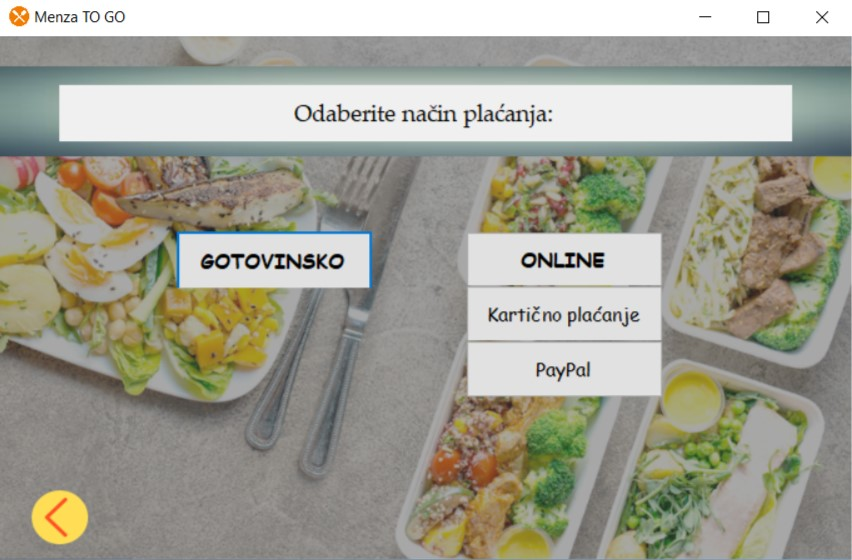 Menza TO GO
Odaberite način plaćanja:
GOTOVINSKO
ONLINE
Kartično plaćanje
PayPal